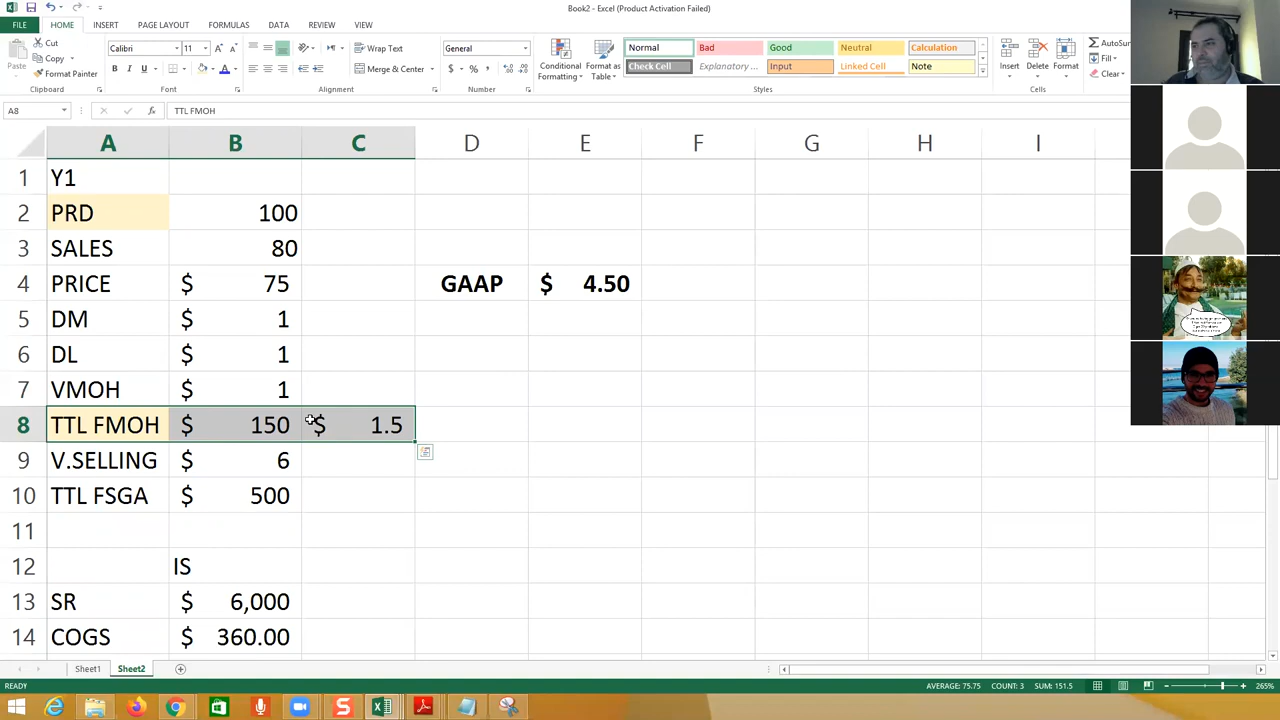 Book2 - Excel (Product Activation Failed)
FILE HOME INSERT PAGE LAYOUT FORMULAS DATA REVIEW VIEW
Cut
Copy
Format Painter
Paste
Clipboard
Calibri 11
B I U
Font
Wrap Text
Merge & Center
Alignment
General
$ % ,
Number
Conditional Formatting
Format as Table
Normal Bad Good Neutral Calculation
Check Cell Explanatory ... Input Linked Cell Note
Styles
Insert Delete Format
Cells
AutoSum
Fill
Clear
A8 fx TTL FMOH
A B C D E F G H I
1 Y1
2 PRD 100
3 SALES 80
4 PRICE $ 75 GAAP $ 4.50
5 DM $ 1
6 DL $ 1
7 VMOH $ 1
8 TTL FMOH $ 150 $ 1.5
9 V.SELLING $ 6
10 TTL FSGA $ 500
11
12 IS
13 SR $ 6,000
14 COGS $ 360.00
Sheet1 Sheet2
READY AVERAGE: 75.75 COUNT: 3 SUM: 151.5 265%